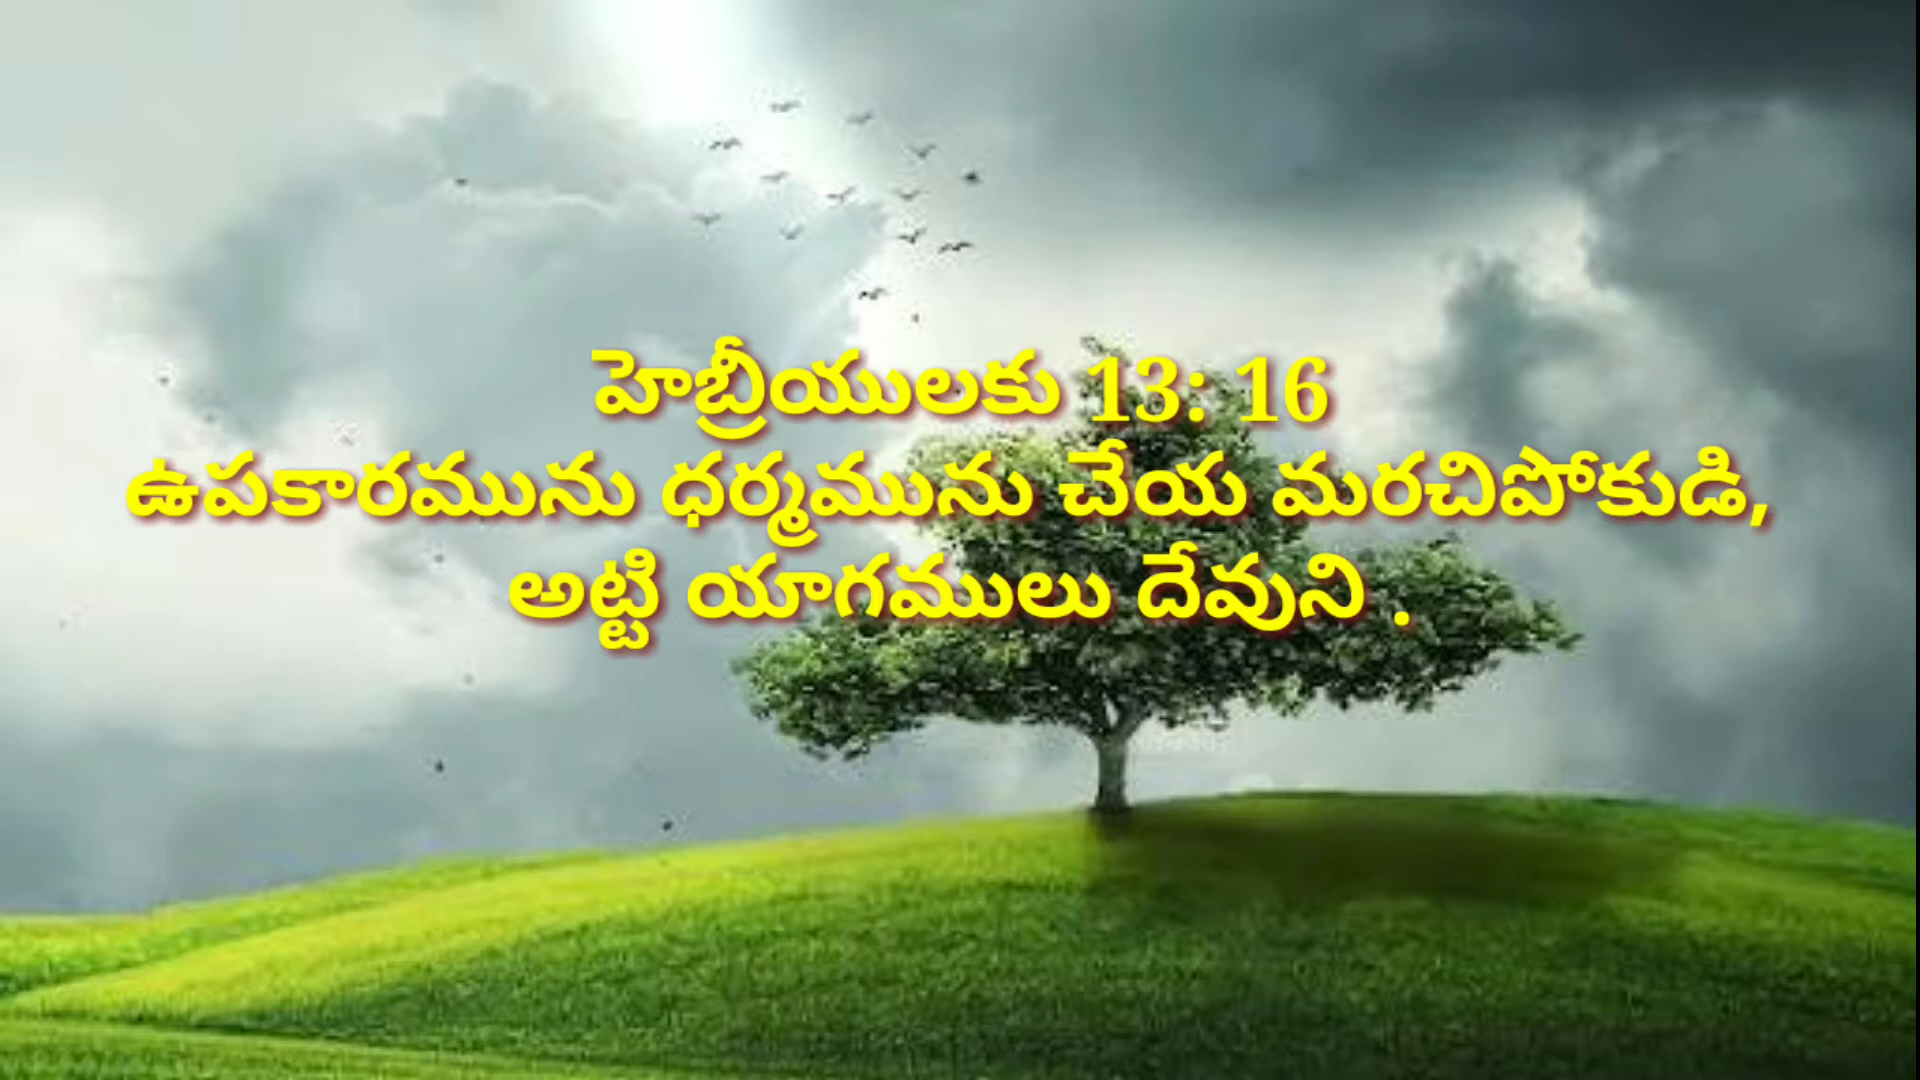 హెబ్రీయులకు 13: 16
ఉపకారమును ధర్మమును చేయ మరచిపోకుడి,
అట్టి యాగములు దేవుని .